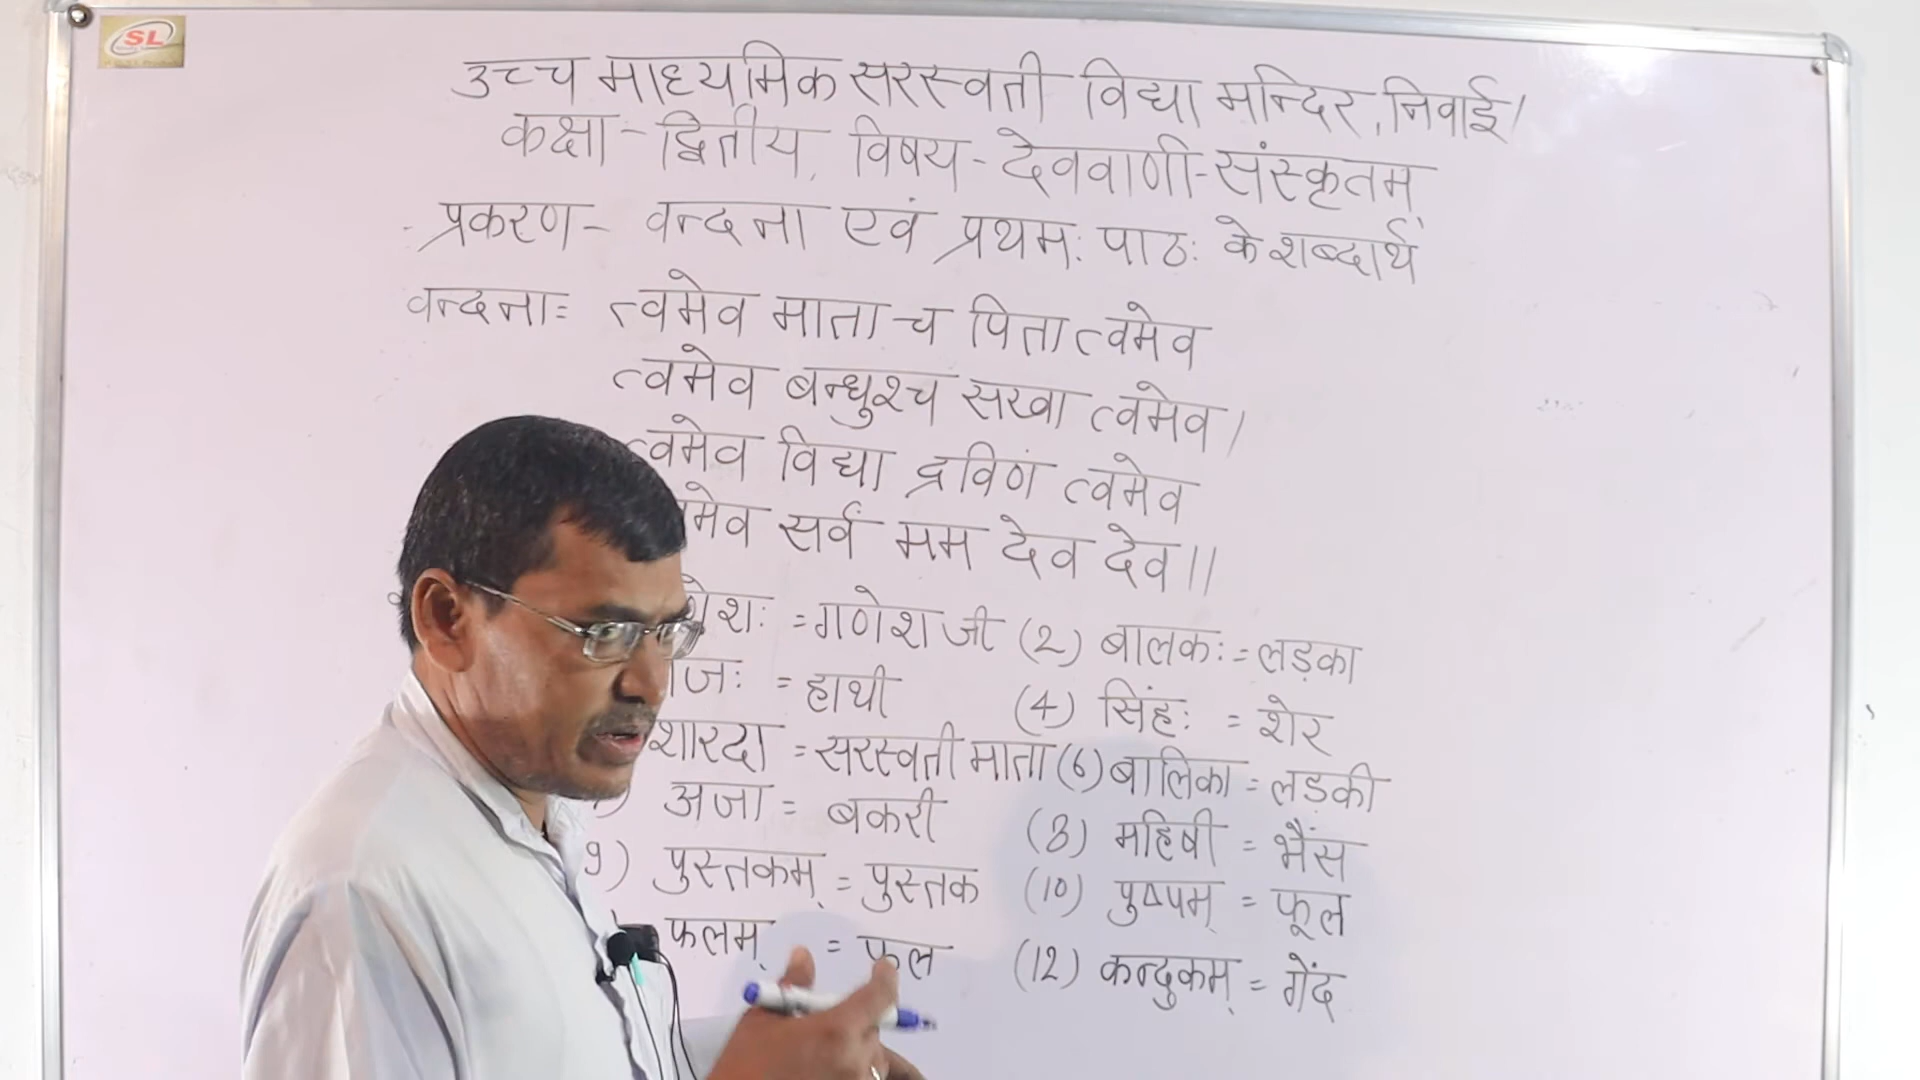 SL
उच्च माध्यमिक सरस्वती विद्या मन्दिर, निवाई।
कक्षा - द्वितीय, विषय - देववाणी-संस्कृतम्
प्रकरण - वन्दना एवं प्रथमः पाठः के शब्दार्थ
वन्दनाः= त्वमेव माता च पिता त्वमेव
त्वमेव बन्धुश्च सखा त्वमेव।
त्वमेव विद्या द्रविणं त्वमेव
मेव सर्वं मम देव देव॥
णेशः = गणेश जी (2) बालकः = लड़का
जः = हाथी (4) सिंहः = शेर
शारदा = सरस्वती माता (6) बालिका = लड़की
) अजा = बकरी (8) महिषी = भैंस
9) पुस्तकम् = पुस्तक (10) पुष्पम् = फूल
फलम् = फल (12) कन्दुकम् = गेंद